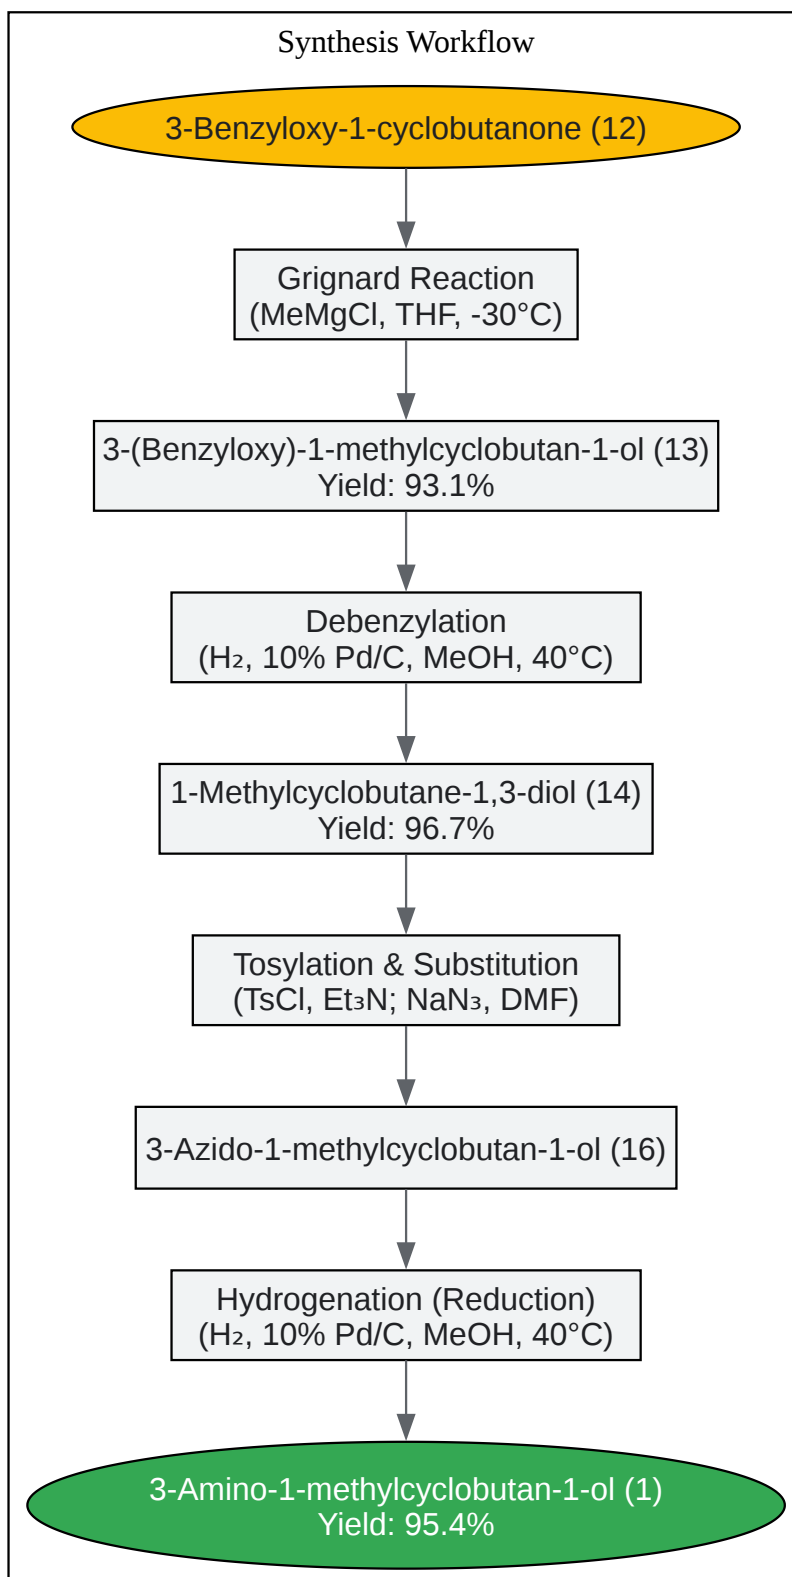 Synthesis Workflow
3-Benzyloxy-1-cyclobutanone (12)
Grignard Reaction
(MeMgCl, THF, -30°C)
3-(Benzyloxy)-1-methylcyclobutan-1-ol (13)
Yield: 93.1%
Debenzylation
(H₂, 10% Pd/C, MeOH, 40°C)
1-Methylcyclobutane-1,3-diol (14)
Yield: 96.7%
Tosylation & Substitution
(TsCl, Et₃N; NaN₃, DMF)
3-Azido-1-methylcyclobutan-1-ol (16)
Hydrogenation (Reduction)
(H₂, 10% Pd/C, MeOH, 40°C)
3-Amino-1-methylcyclobutan-1-ol (1)
Yield: 95.4%